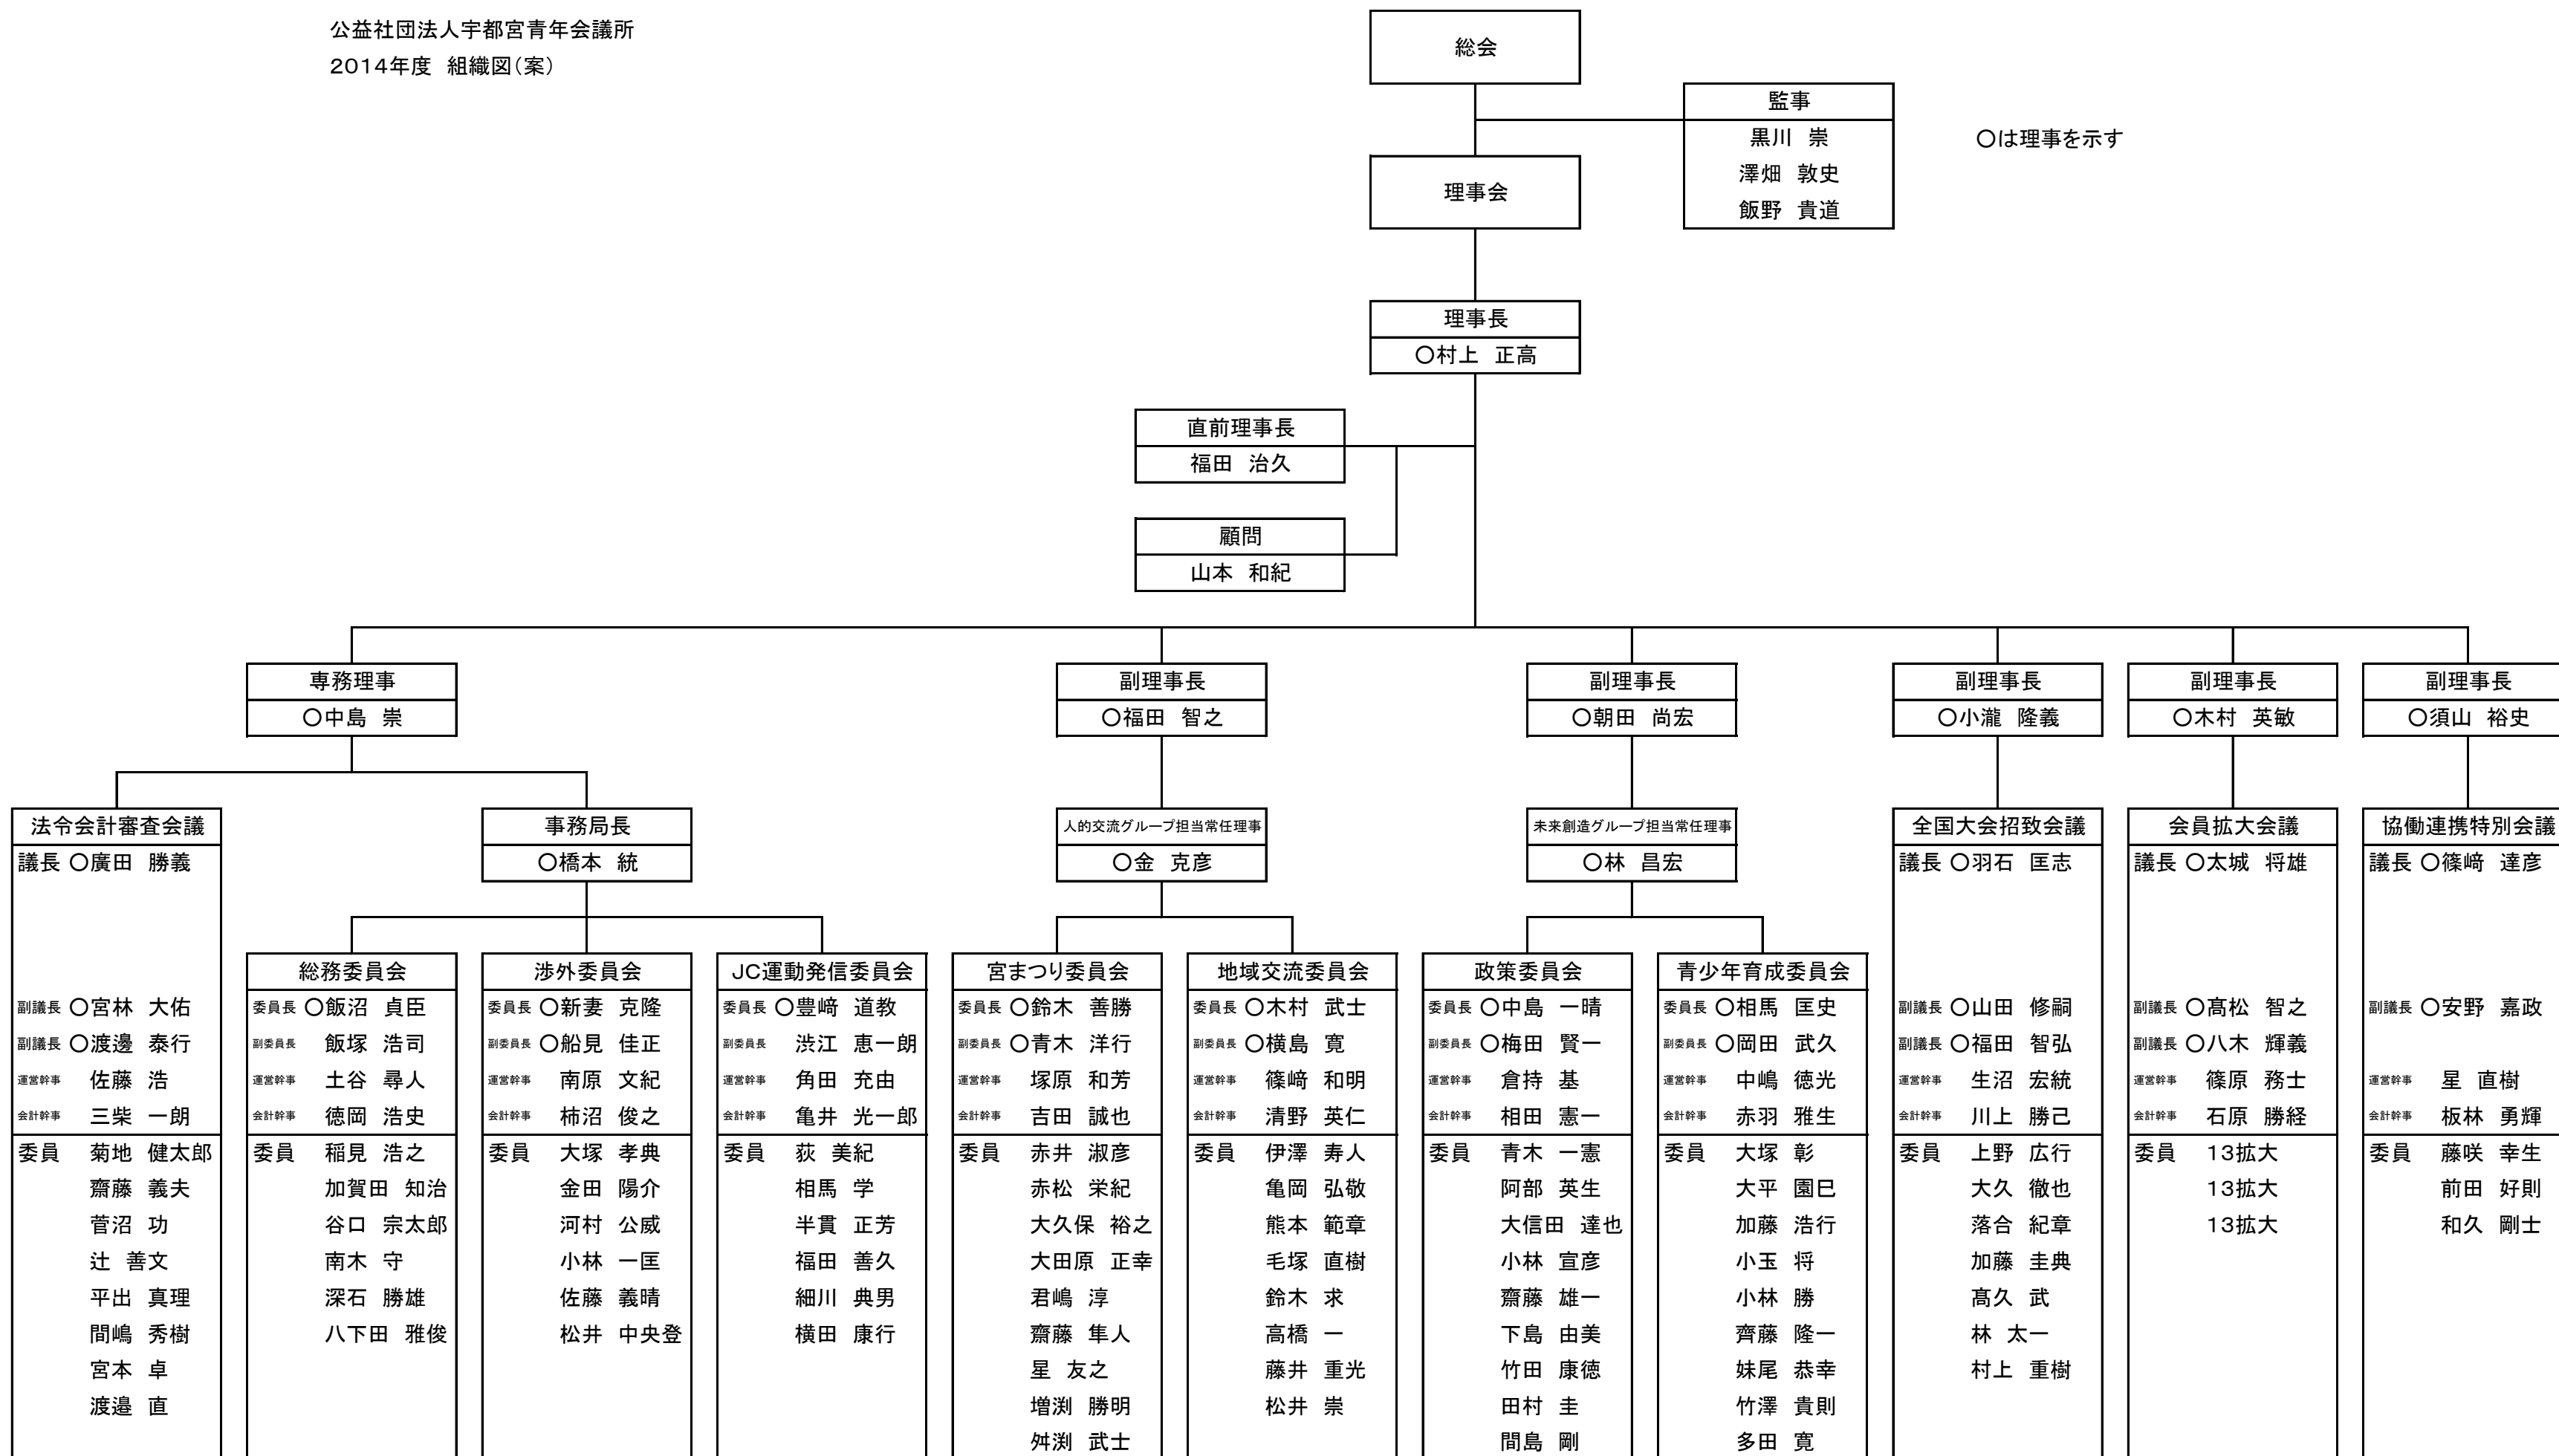 公益社団法人宇都宮青年会議所
2014年度 組織図(案)
総会
監事
黒川 崇
澤畑 敦史
飯野 貴道
〇は理事を示す
理事会
理事長
〇村上 正高
直前理事長
福田 治久
顧問
山本 和紀
専務理事
〇中島 崇
副理事長
〇福田 智之
副理事長
〇朝田 尚宏
副理事長
〇小瀧 隆義
副理事長
〇木村 英敏
副理事長
〇須山 裕史
法令会計審査会議
議長 〇廣田 勝義
副議長 〇宮林 大佑
副議長 〇渡邊 泰行
運営幹事 佐藤 浩
会計幹事 三柴 一朗
委員 菊地 健太郎
齋藤 義夫
菅沼 功
辻 善文
平出 真理
間嶋 秀樹
宮本 卓
渡邉 直
事務局長
〇橋本 統
総務委員会
委員長 〇飯沼 貞臣
副委員長 飯塚 浩司
運営幹事 土谷 尋人
会計幹事 徳岡 浩史
委員 稲見 浩之
加賀田 知治
谷口 宗太郎
南木 守
深石 勝雄
八下田 雅俊
渉外委員会
委員長 〇新妻 克隆
副委員長 〇船見 佳正
運営幹事 南原 文紀
会計幹事 柿沼 俊之
委員 大塚 孝典
金田 陽介
河村 公威
小林 一匡
佐藤 義晴
松井 中央登
JC運動発信委員会
委員長 〇豊﨑 道教
副委員長 渋江 恵一朗
運営幹事 角田 充由
会計幹事 亀井 光一郎
委員 荻 美紀
相馬 学
半貫 正芳
福田 善久
細川 典男
横田 康行
人的交流グループ担当常任理事
〇金 克彦
宮まつり委員会
委員長 〇鈴木 善勝
副委員長 〇青木 洋行
運営幹事 塚原 和芳
会計幹事 吉田 誠也
委員 赤井 淑彦
赤松 栄紀
大久保 裕之
大田原 正幸
君嶋 淳
齋藤 隼人
星 友之
増渕 勝明
舛渕 武士
地域交流委員会
委員長 〇木村 武士
副委員長 〇横島 寛
運営幹事 篠﨑 和明
会計幹事 清野 英仁
委員 伊澤 寿人
亀岡 弘敬
熊本 範章
毛塚 直樹
鈴木 求
高橋 一
藤井 重光
松井 崇
未来創造グループ担当常任理事
〇林 昌宏
政策委員会
委員長 〇中島 一晴
副委員長 〇梅田 賢一
運営幹事 倉持 基
会計幹事 相田 憲一
委員 青木 一憲
阿部 英生
大信田 達也
小林 宣彦
齋藤 雄一
下島 由美
竹田 康徳
田村 圭
間島 剛
青少年育成委員会
委員長 〇相馬 匡史
副委員長 〇岡田 武久
運営幹事 中嶋 徳光
会計幹事 赤羽 雅生
委員 大塚 彰
大平 園巳
加藤 浩行
小玉 将
小林 勝
齊藤 隆一
妹尾 恭幸
竹澤 貴則
多田 寛
全国大会招致会議
議長 〇羽石 匡志
副議長 〇山田 修嗣
副議長 〇福田 智弘
運営幹事 生沼 宏統
会計幹事 川上 勝己
委員 上野 広行
大久 徹也
落合 紀章
加藤 圭典
髙久 武
林 太一
村上 重樹
会員拡大会議
議長 〇太城 将雄
副議長 〇髙松 智之
副議長 〇八木 輝義
運営幹事 篠原 務士
会計幹事 石原 勝経
委員 13拡大
13拡大
13拡大
協働連携特別会議
議長 〇篠﨑 達彦
副議長 〇安野 嘉政
運営幹事 星 直樹
会計幹事 板林 勇輝
委員 藤咲 幸生
前田 好則
和久 剛士